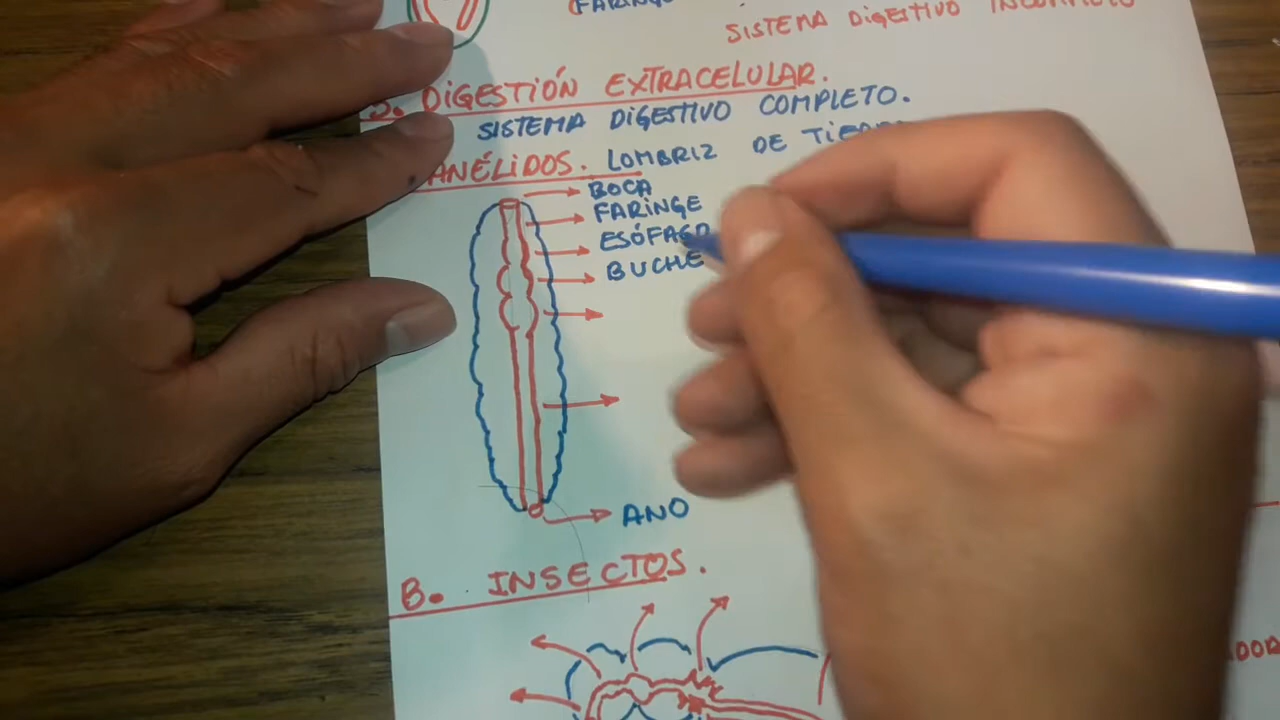 SISTEMA DIGESTIVO
DIGESTIÓN EXTRACELULAR.
SISTEMA DIGESTIVO COMPLETO.
ANÉLIDOS. LOMBRIZ DE
BOCA
FARINGE
ESÓFAGO
BUCHE
ANO
B. INSECTOS.